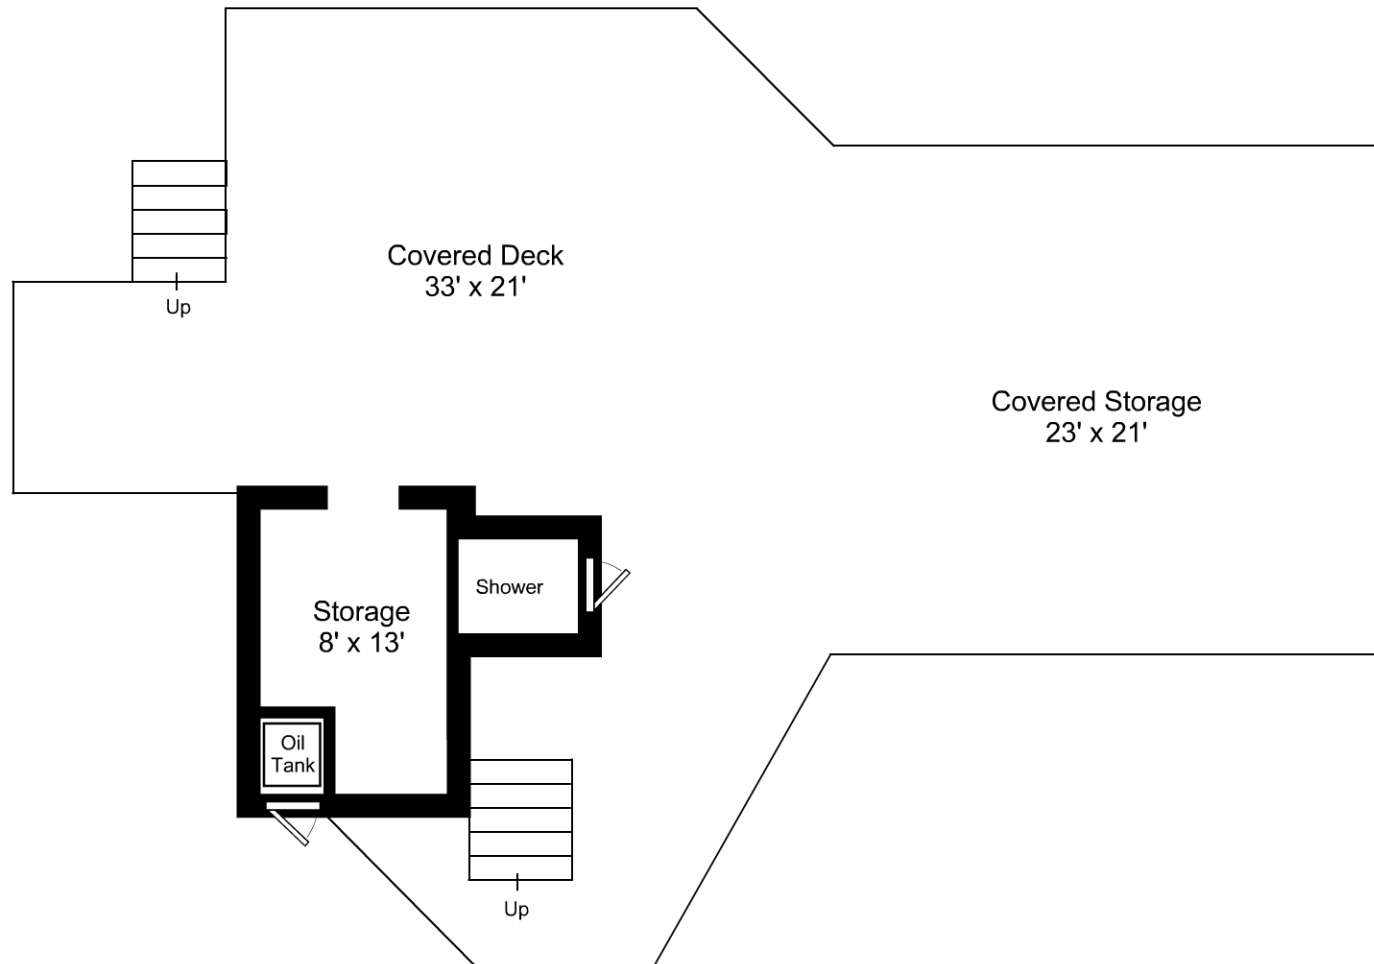 Covered Deck
33' x 21'
Up
Covered Storage
23' x 21'
Shower
Storage
8' x 13'
Oil
Tank
Up